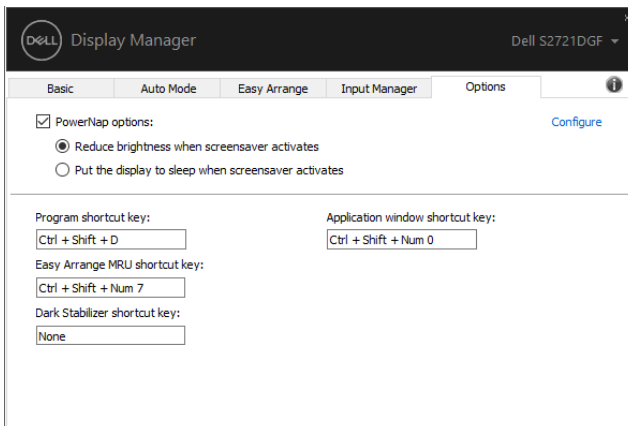 DELL Display Manager
Dell S2721DGF
Basic Auto Mode Easy Arrange Input Manager Options
PowerNap options:
Configure
Reduce brightness when screensaver activates
Put the display to sleep when screensaver activates
Program shortcut key:
Application window shortcut key:
Ctrl + Shift + D
Ctrl + Shift + Num 0
Easy Arrange MRU shortcut key:
Ctrl + Shift + Num 7
Dark Stabilizer shortcut key:
None